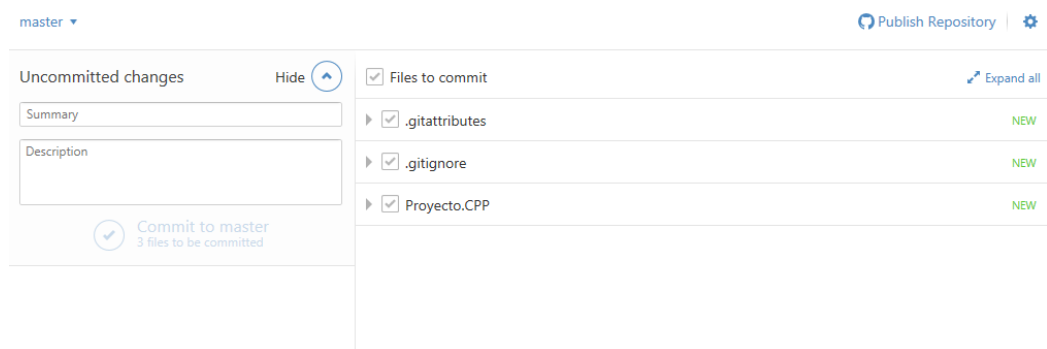 master
Publish Repository
Uncommitted changes
Hide
Summary
Description
Commit to master
3 files to be committed
Files to commit
Expand all
.gitattributes
NEW
.gitignore
NEW
Proyecto.CPP
NEW